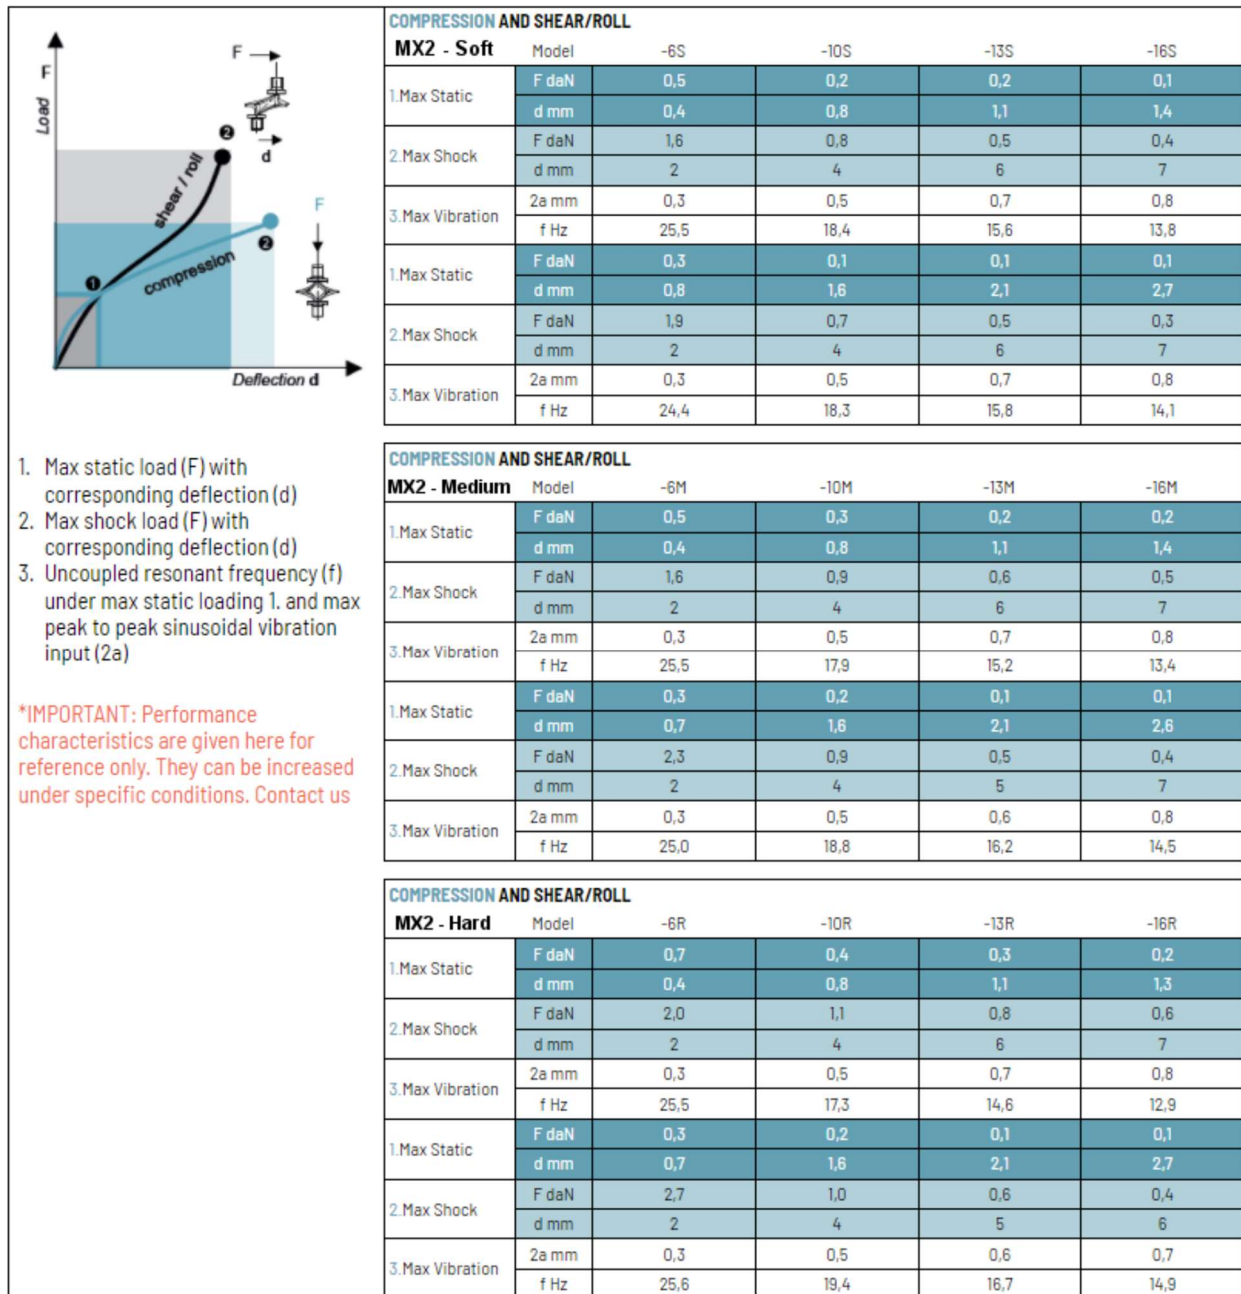 F
Load
F
d
shear / roll
2
F
2
compression
1
Deflection d
1. Max static load (F) with
corresponding deflection (d)
2. Max shock load (F) with
corresponding deflection (d)
3. Uncoupled resonant frequency (f)
under max static loading 1. and max
peak to peak sinusoidal vibration
input (2a)
*IMPORTANT: Performance
characteristics are given here for
reference only. They can be increased
under specific conditions. Contact us
COMPRESSION AND SHEAR/ROLL
MX2 - Soft Model -6S -10S -13S -16S
1.Max Static
F daN 0,5 0,2 0,2 0,1
d mm 0,4 0,8 1,1 1,4
2.Max Shock
F daN 1,6 0,8 0,5 0,4
d mm 2 4 6 7
3.Max Vibration
2a mm 0,3 0,5 0,7 0,8
f Hz 25,5 18,4 15,6 13,8
1.Max Static
F daN 0,3 0,1 0,1 0,1
d mm 0,8 1,6 2,1 2,7
2.Max Shock
F daN 1,9 0,7 0,5 0,3
d mm 2 4 6 7
3.Max Vibration
2a mm 0,3 0,5 0,7 0,8
f Hz 24,4 18,3 15,8 14,1
COMPRESSION AND SHEAR/ROLL
MX2 - Medium Model -6M -10M -13M -16M
1.Max Static
F daN 0,5 0,3 0,2 0,2
d mm 0,4 0,8 1,1 1,4
2.Max Shock
F daN 1,6 0,9 0,6 0,5
d mm 2 4 6 7
3.Max Vibration
2a mm 0,3 0,5 0,7 0,8
f Hz 25,5 17,9 15,2 13,4
1.Max Static
F daN 0,3 0,2 0,1 0,1
d mm 0,7 1,6 2,1 2,6
2.Max Shock
F daN 2,3 0,9 0,5 0,4
d mm 2 4 5 7
3.Max Vibration
2a mm 0,3 0,5 0,6 0,8
f Hz 25,0 18,8 16,2 14,5
COMPRESSION AND SHEAR/ROLL
MX2 - Hard Model -6R -10R -13R -16R
1.Max Static
F daN 0,7 0,4 0,3 0,2
d mm 0,4 0,8 1,1 1,3
2.Max Shock
F daN 2,0 1,1 0,8 0,6
d mm 2 4 6 7
3.Max Vibration
2a mm 0,3 0,5 0,7 0,8
f Hz 25,5 17,3 14,6 12,9
1.Max Static
F daN 0,3 0,2 0,1 0,1
d mm 0,7 1,6 2,1 2,7
2.Max Shock
F daN 2,7 1,0 0,6 0,4
d mm 2 4 5 6
3.Max Vibration
2a mm 0,3 0,5 0,6 0,7
f Hz 25,6 19,4 16,7 14,9